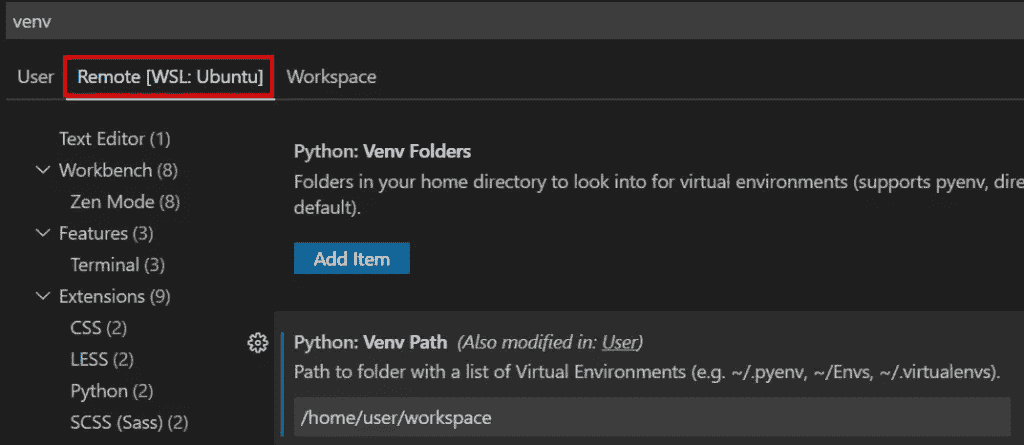 venv
User
Remote [WSL: Ubuntu]
Workspace
Text Editor (1)
Workbench (8)
Zen Mode (8)
Features (3)
Terminal (3)
Extensions (9)
CSS (2)
LESS (2)
Python (2)
SCSS (Sass) (2)
Python: Venv Folders
Folders in your home directory to look into for virtual environments (supports pyenv, dire
default).
Add Item
Python: Venv Path (Also modified in: User)
Path to folder with a list of Virtual Environments (e.g. ~/.pyenv, ~/Envs, ~/.virtualenvs).
/home/user/workspace